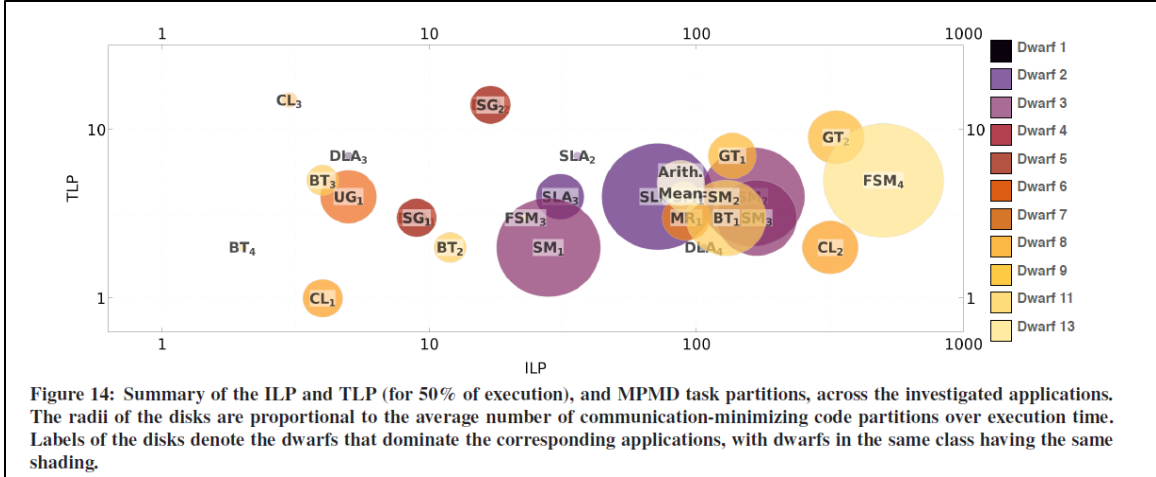 1 10 100 1000
Dwarf 1
Dwarf 2
Dwarf 3
Dwarf 4
Dwarf 5
Dwarf 6
Dwarf 7
Dwarf 8
Dwarf 9
Dwarf 11
Dwarf 13
TLP
10 10
1 1
CL₃
SG₂
GT₂
GT₁
DLA₃
SLA₂
BT₃
UG₁
Arith.
Mean
FSM₄
SLA₃
FSM₂
SG₁
FSM₃
MR₁
BT₁
SM₃
BT₄
BT₂
SM₁
DLA₄
CL₂
CL₁
1 10 100 1000
ILP
Figure 14: Summary of the ILP and TLP (for 50% of execution), and MPMD task partitions, across the investigated applications.
The radii of the disks are proportional to the average number of communication-minimizing code partitions over execution time.
Labels of the disks denote the dwarfs that dominate the corresponding applications, with dwarfs in the same class having the same
shading.